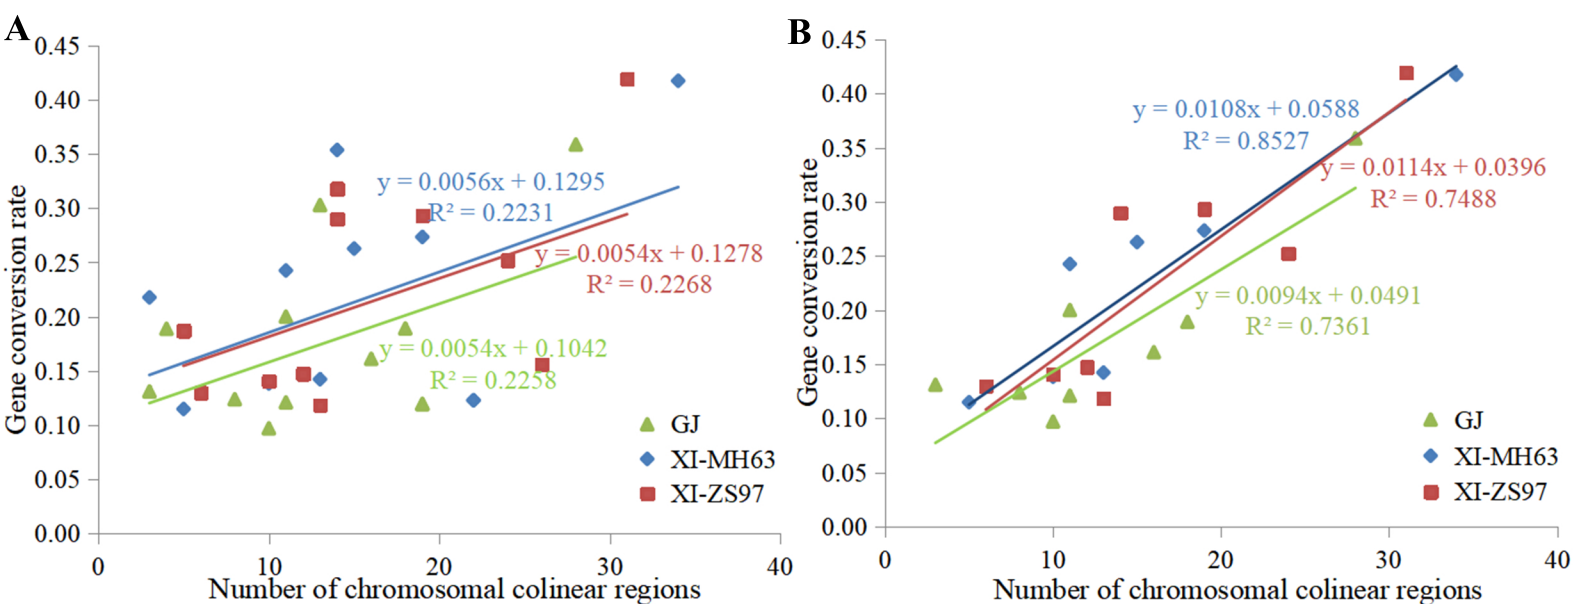 A
0.45
0.40
0.35
0.30
0.25
0.20
0.15
0.10
0.05
0.00
Gene conversion rate
y = 0.0056x + 0.1295
R² = 0.2231
y = 0.0054x + 0.1278
R² = 0.2268
y = 0.0054x + 0.1042
R² = 0.2258
GJ
XI-MH63
XI-ZS97
0 10 20 30 40
Number of chromosomal colinear regions
B
0.45
0.40
0.35
0.30
0.25
0.20
0.15
0.10
0.05
0.00
Gene conversion rate
y = 0.0108x + 0.0588
R² = 0.8527
y = 0.0114x + 0.0396
R² = 0.7488
y = 0.0094x + 0.0491
R² = 0.7361
GJ
XI-MH63
XI-ZS97
0 10 20 30 40
Number of chromosomal colinear regions